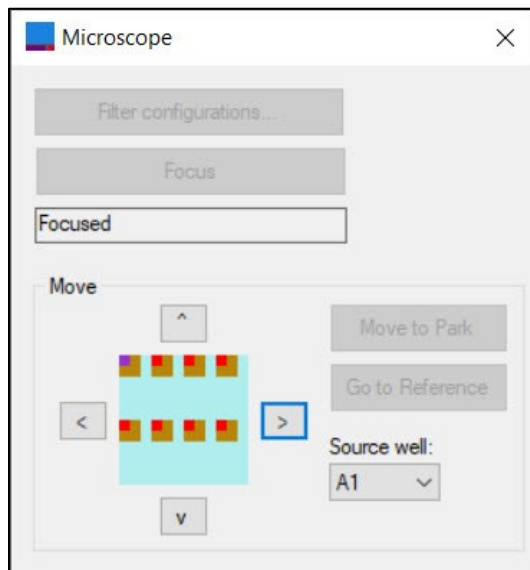 Microscope
Filter configurations...
Focus
Focused
Move
^
Move to Park
Go to Reference
< >
Source well:
A1
v